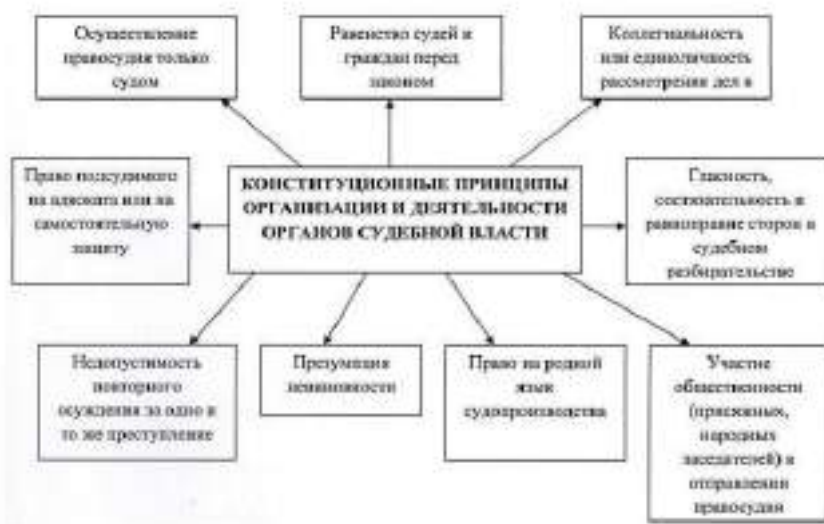 Осуществление
правосудия только
судом
Равенство судей и
граждан перед
законом
Коллегиальность
или единоличность
рассмотрения дел в
Право подсудимого
на адвоката или на
самостоятельную
защиту
КОНСТИТУЦИОННЫЕ ПРИНЦИПЫ
ОРГАНИЗАЦИИ И ДЕЯТЕЛЬНОСТИ
ОРГАНОВ СУДЕБНОЙ ВЛАСТИ
Гласность,
состязательность и
равноправие сторон в
судебном
разбирательстве
Недопустимость
повторного
осуждения за одно и
то же преступление
Презумпция
невиновности
Право на родной
язык
судопроизводства
Участие
общественности
(присяжных,
народных
заседателей) в
отправлении
правосудия